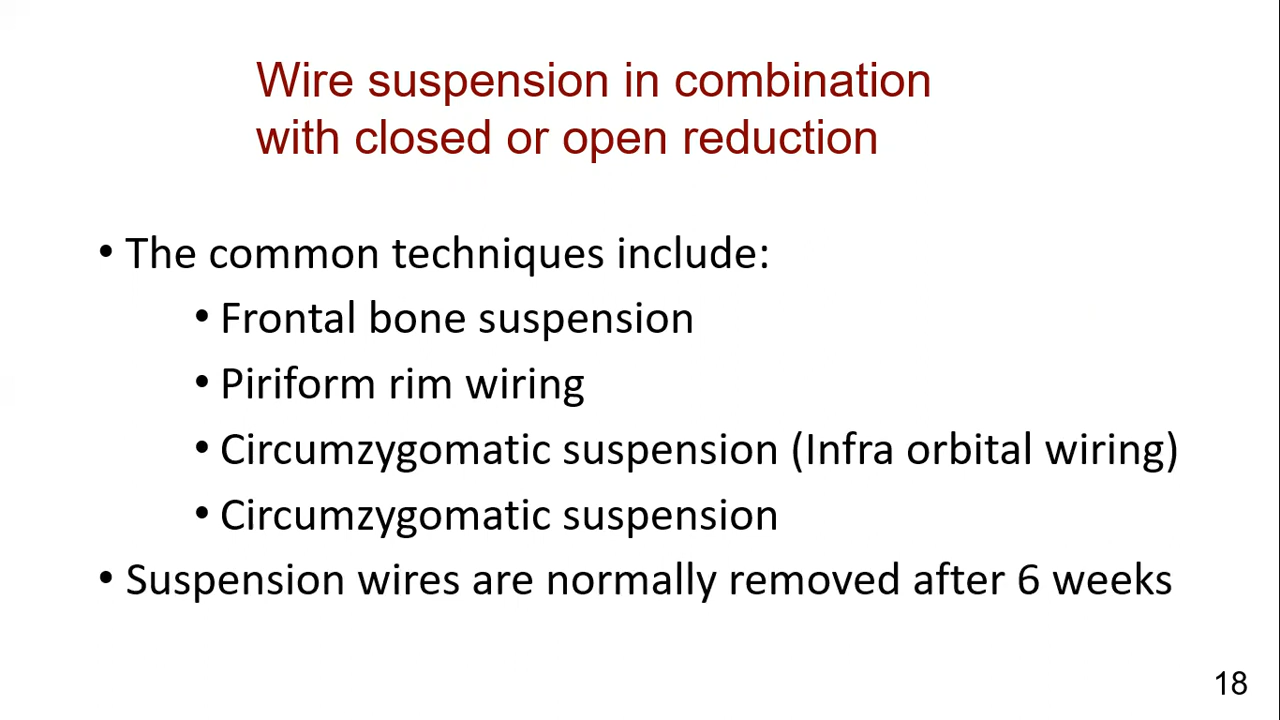 Wire suspension in combination
with closed or open reduction
• The common techniques include:
• Frontal bone suspension
• Piriform rim wiring
• Circumzygomatic suspension (Infra orbital wiring)
• Circumzygomatic suspension
• Suspension wires are normally removed after 6 weeks
18